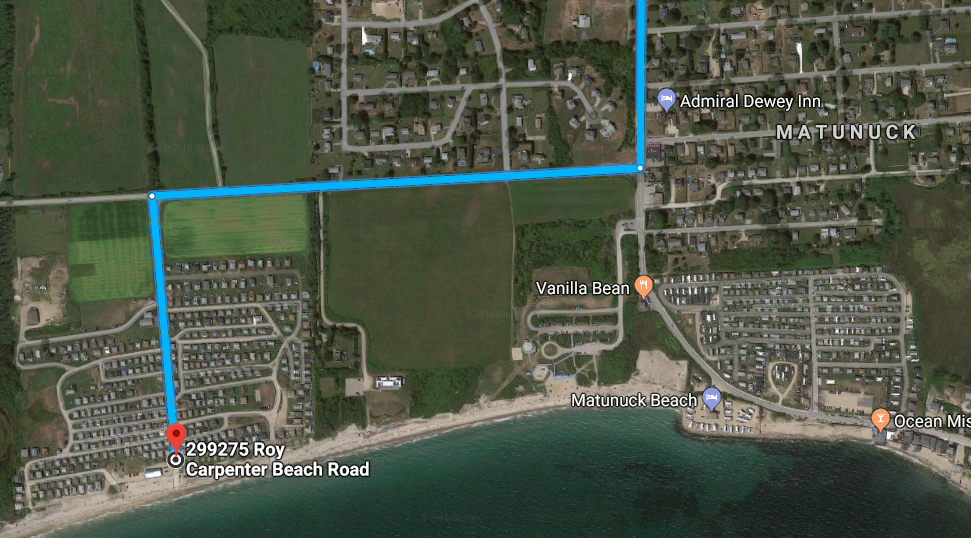 Admiral Dewey Inn
MATUNUCK
Vanilla Bean
Matunuck Beach
Ocean Mis
299275 Roy
Carpenter Beach Road